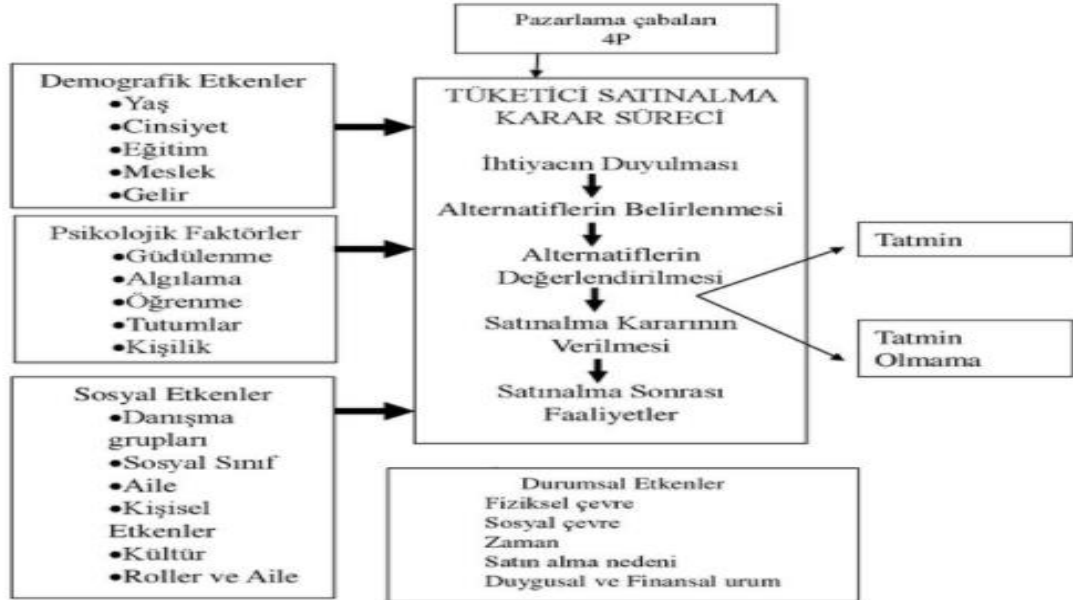 Pazarlama çabaları
4P
Demografik Etkenler
•Yaş
•Cinsiyet
•Eğitim
•Meslek
•Gelir
Psikolojik Faktörler
•Güdülenme
•Algılama
•Öğrenme
•Tutumlar
•Kişilik
Sosyal Etkenler
•Danışma
grupları
•Sosyal Sınıf
•Aile
•Kişisel
Etkenler
•Kültür
•Roller ve Aile
TÜKETİCİ SATINALMA
KARAR SÜRECİ
İhtiyacın Duyulması
Alternatiflerin Belirlenmesi
Alternatiflerin
Değerlendirilmesi
Satınalma Kararının
Verilmesi
Satınalma Sonrası
Faaliyetler
Tatmin
Tatmin
Olmama
Durumsal Etkenler
Fiziksel çevre
Sosyal çevre
Zaman
Satın alma nedeni
Duygusal ve Finansal urum